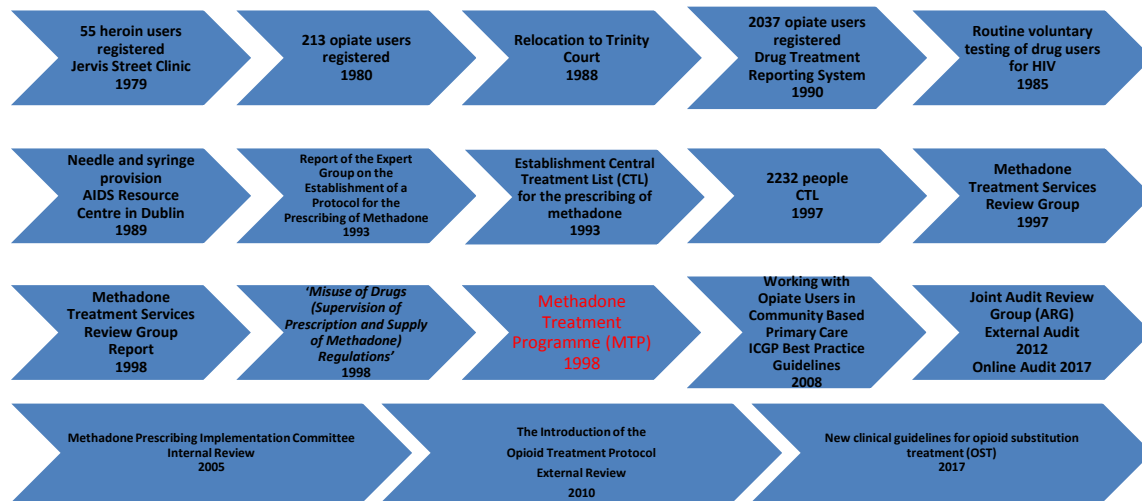 55 heroin users
registered
Jervis Street Clinic
1979
213 opiate users
registered
1980
Relocation to Trinity
Court
1988
2037 opiate users
registered
Drug Treatment
Reporting System
1990
Routine voluntary
testing of drug users
for HIV
1985
Needle and syringe
provision
AIDS Resource
Centre in Dublin
1989
Report of the Expert
Group on the
Establishment of a
Protocol for the
Prescribing of Methadone
1993
Establishment Central
Treatment List (CTL)
for the prescribing of
methadone
1993
2232 people
CTL
1997
Methadone
Treatment Services
Review Group
1997
Methadone
Treatment Services
Review Group
Report
1998
‘Misuse of Drugs
(Supervision of
Prescription and Supply
of Methadone)
Regulations’
1998
Methadone
Treatment
Programme (MTP)
1998
Working with
Opiate Users in
Community Based
Primary Care
ICGP Best Practice
Guidelines
2008
Joint Audit Review
Group (ARG)
External Audit
2012
Online Audit 2017
Methadone Prescribing Implementation Committee
Internal Review
2005
The Introduction of the
Opioid Treatment Protocol
External Review
2010
New clinical guidelines for opioid substitution
treatment (OST)
2017